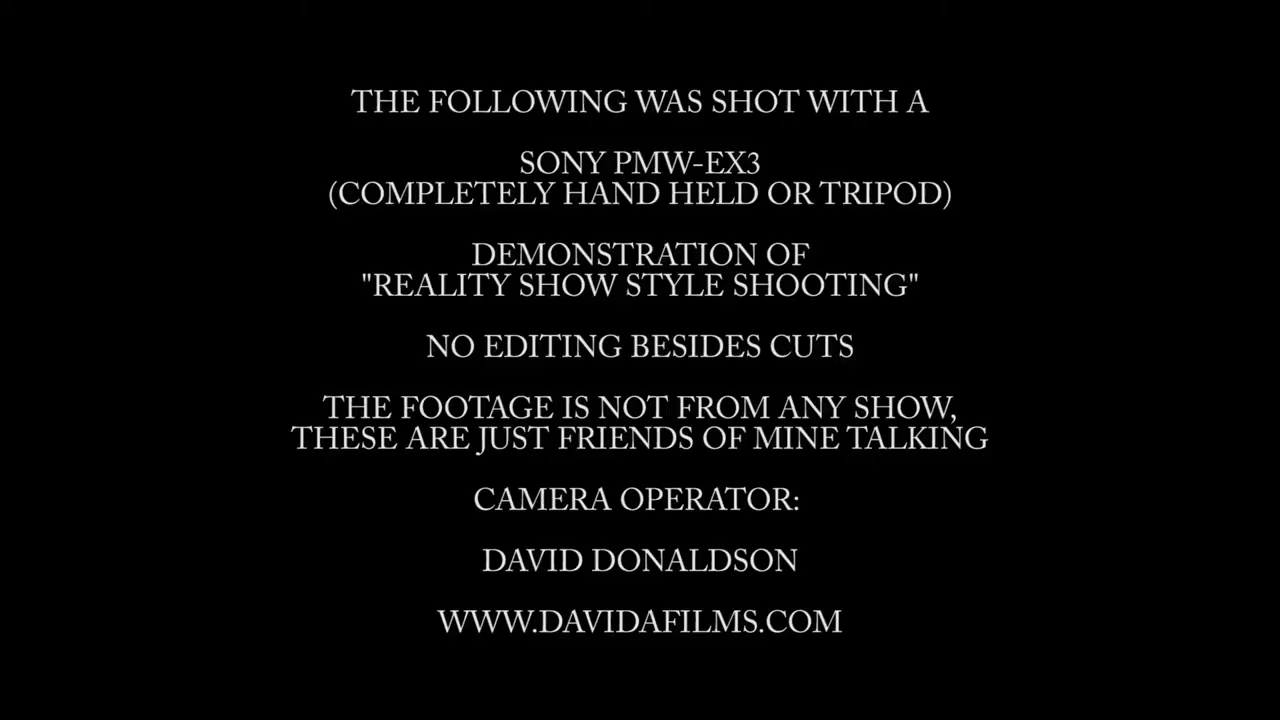 THE FOLLOWING WAS SHOT WITH A
SONY PMW-EX3
(COMPLETELY HAND HELD OR TRIPOD)
DEMONSTRATION OF
"REALITY SHOW STYLE SHOOTING"
NO EDITING BESIDES CUTS
THE FOOTAGE IS NOT FROM ANY SHOW,
THESE ARE JUST FRIENDS OF MINE TALKING
CAMERA OPERATOR:
DAVID DONALDSON
WWW.DAVIDAFILMS.COM